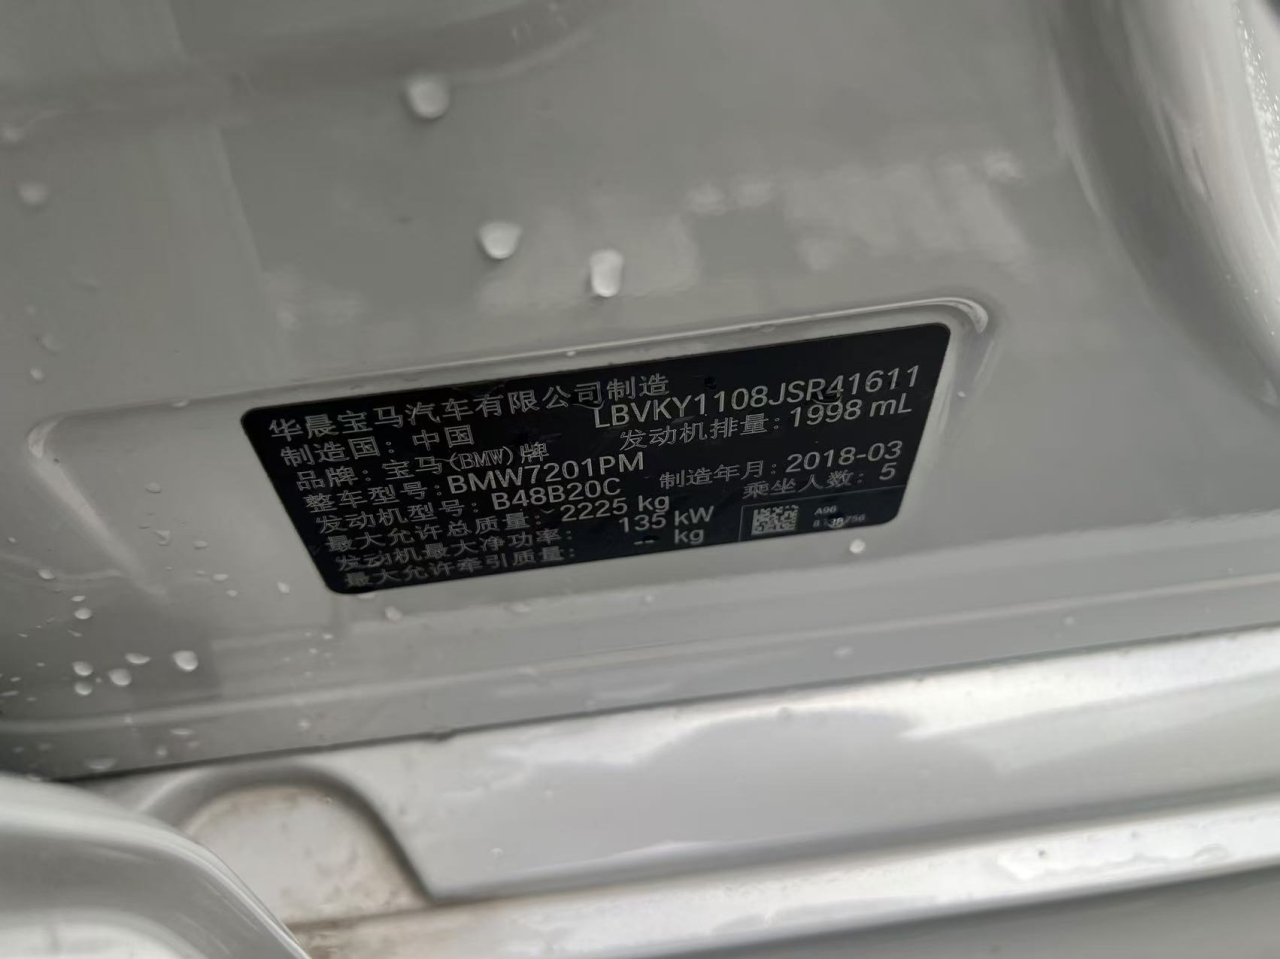 华晨宝马汽车有限公司制造
制造国：中国 LBVKY1108JSR41611
品牌：宝马(BMW)牌 发动机排量：1998 mL
整车型号：BMW7201PM
发动机型号：B48B20C 制造年月：2018-03
最大允许总质量：2225 kg 乘坐人数：5
发动机最大净功率：135 kW
最大允许牵引质量：-- kg
A96